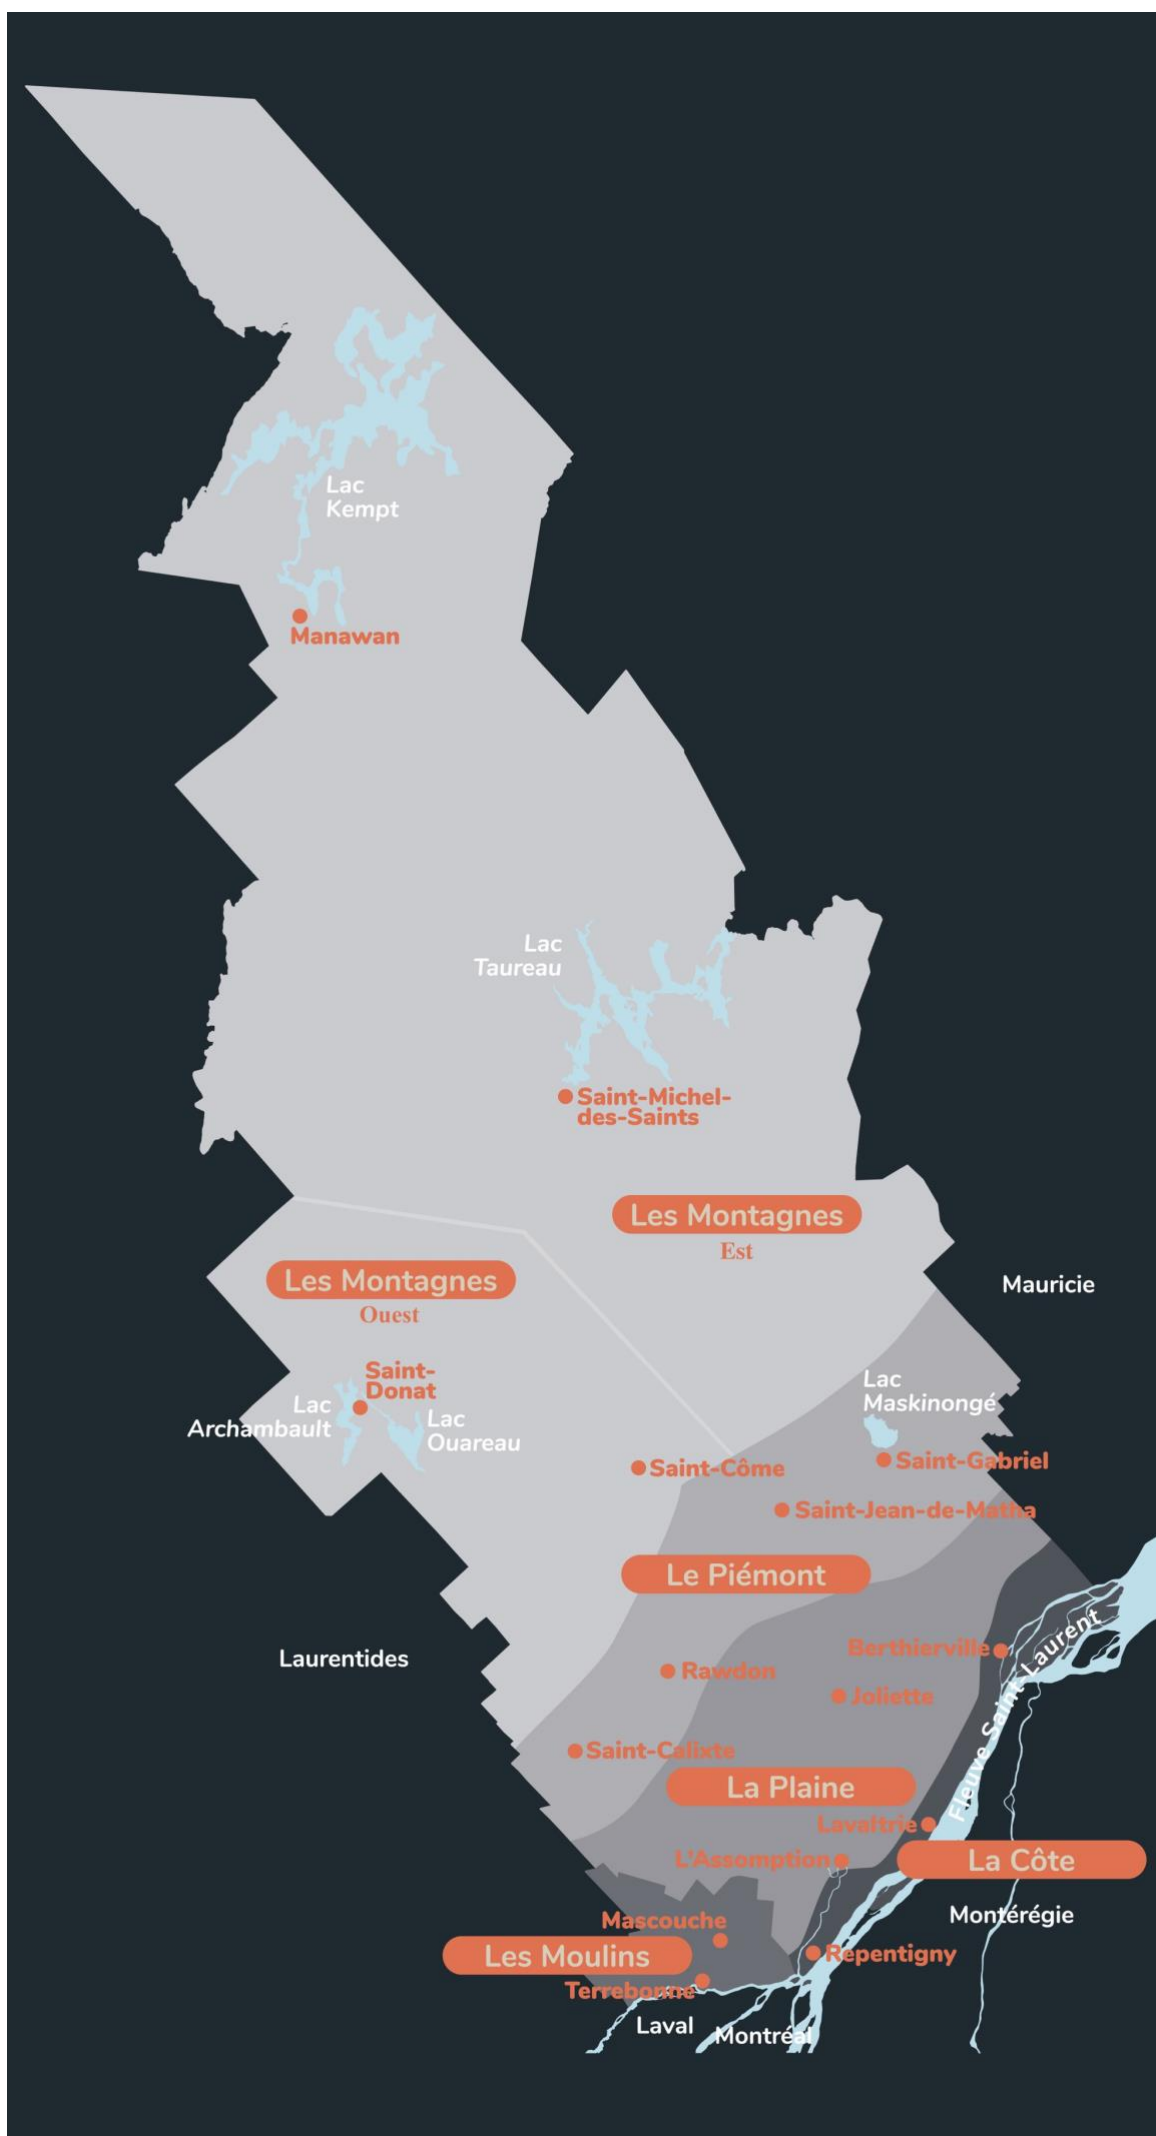 Lac
Kempt
Manawan
Lac
Taureau
Saint-Michel-
des-Saints
Les Montagnes
Est
Les Montagnes
Ouest
Mauricie
Saint-
Donat
Lac
Archambault
Lac
Ouareau
Lac
Maskinongé
Saint-Gabriel
Saint-Côme
Saint-Jean-de-Matha
Le Piémont
Laurentides
Berthierville
Fleuve Saint-Laurent
Rawdon
Joliette
Saint-Calixte
La Plaine
Lavaltrie
L'Assomption
La Côte
Montérégie
Mascouche
Les Moulins
Repentigny
Terrebonne
Laval
Montréal